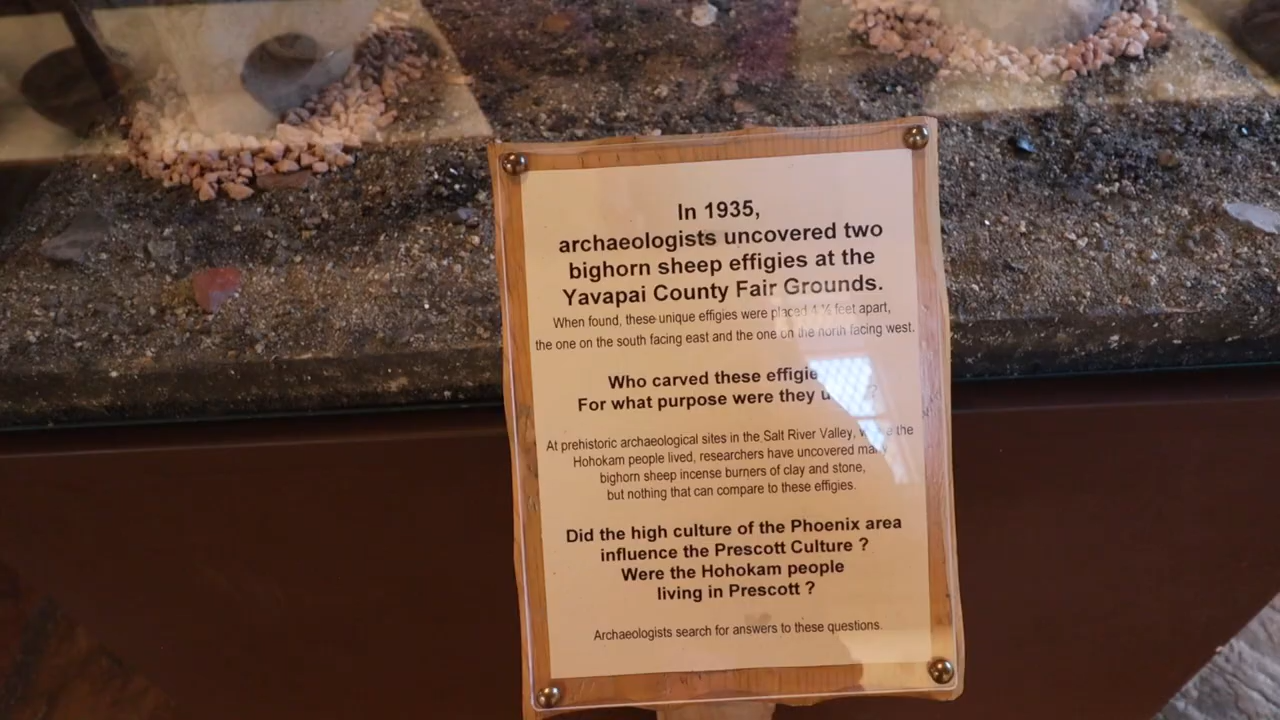 In 1935,
archaeologists uncovered two
bighorn sheep effigies at the
Yavapai County Fair Grounds.
When found, these unique effigies were placed 4 ½ feet apart,
the one on the south facing east and the one on the north facing west.
Who carved these
For what purpose were they
At prehistoric archaeological sites in the Salt River Valley, the
Hohokam people lived, researchers have uncovered many
bighorn sheep incense burners of clay and stone,
but nothing that can compare to these effigies.
Did the high culture of the Phoenix area
influence the Prescott Culture ?
Were the Hohokam people
living in Prescott ?
Archaeologists search for answers to these questions.